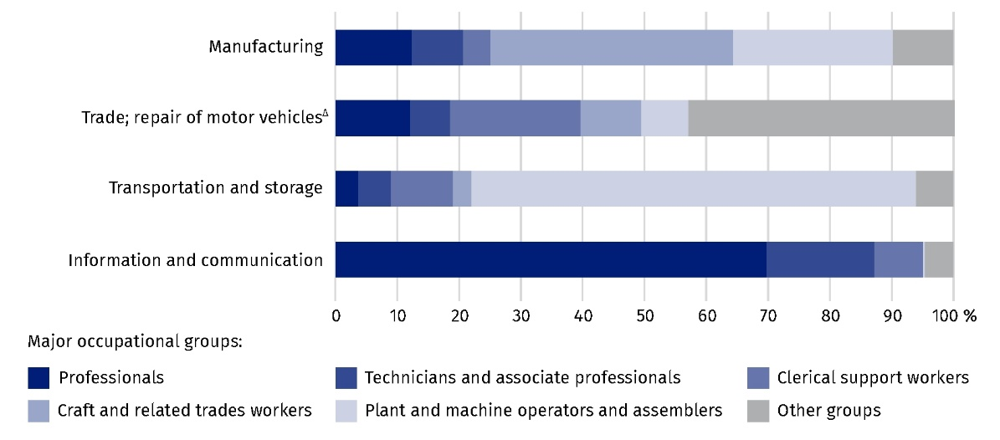 Manufacturing
Trade; repair of motor vehiclesᐞ
Transportation and storage
Information and communication
0 10 20 30 40 50 60 70 80 90 100 %
Major occupational groups:
Professionals Technicians and associate professionals Clerical support workers
Craft and related trades workers Plant and machine operators and assemblers Other groups